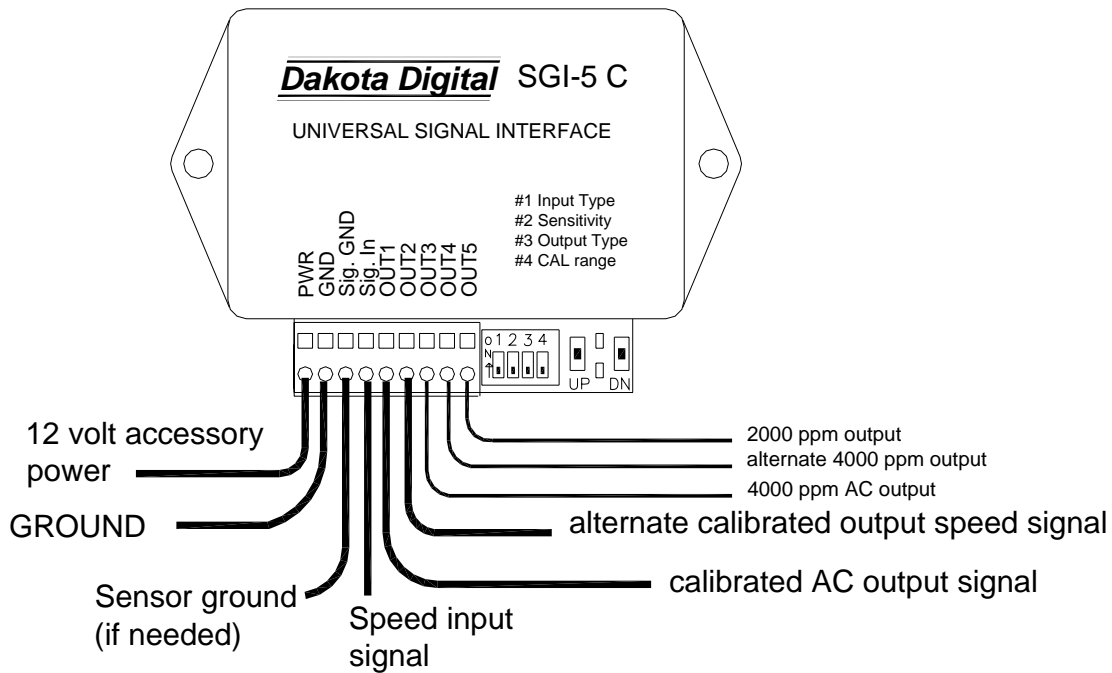 Dakota Digital SGI-5 C
UNIVERSAL SIGNAL INTERFACE
#1 Input Type
#2 Sensitivity
#3 Output Type
#4 CAL range
PWR
GND
Sig. GND
Sig. In
OUT1
OUT2
OUT3
OUT4
OUT5
ON
1 2 3 4
UP
DN
12 volt accessory
power
GROUND
Sensor ground
(if needed)
Speed input
signal
2000 ppm output
alternate 4000 ppm output
4000 ppm AC output
alternate calibrated output speed signal
calibrated AC output signal